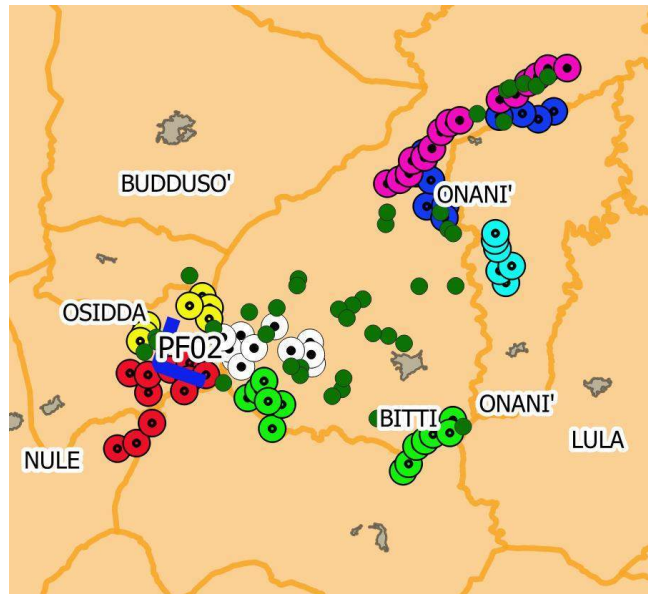 BUDDUSO'
ONANI'
OSIDDA
PF02
BITTI
ONANI'
LULA
NULE